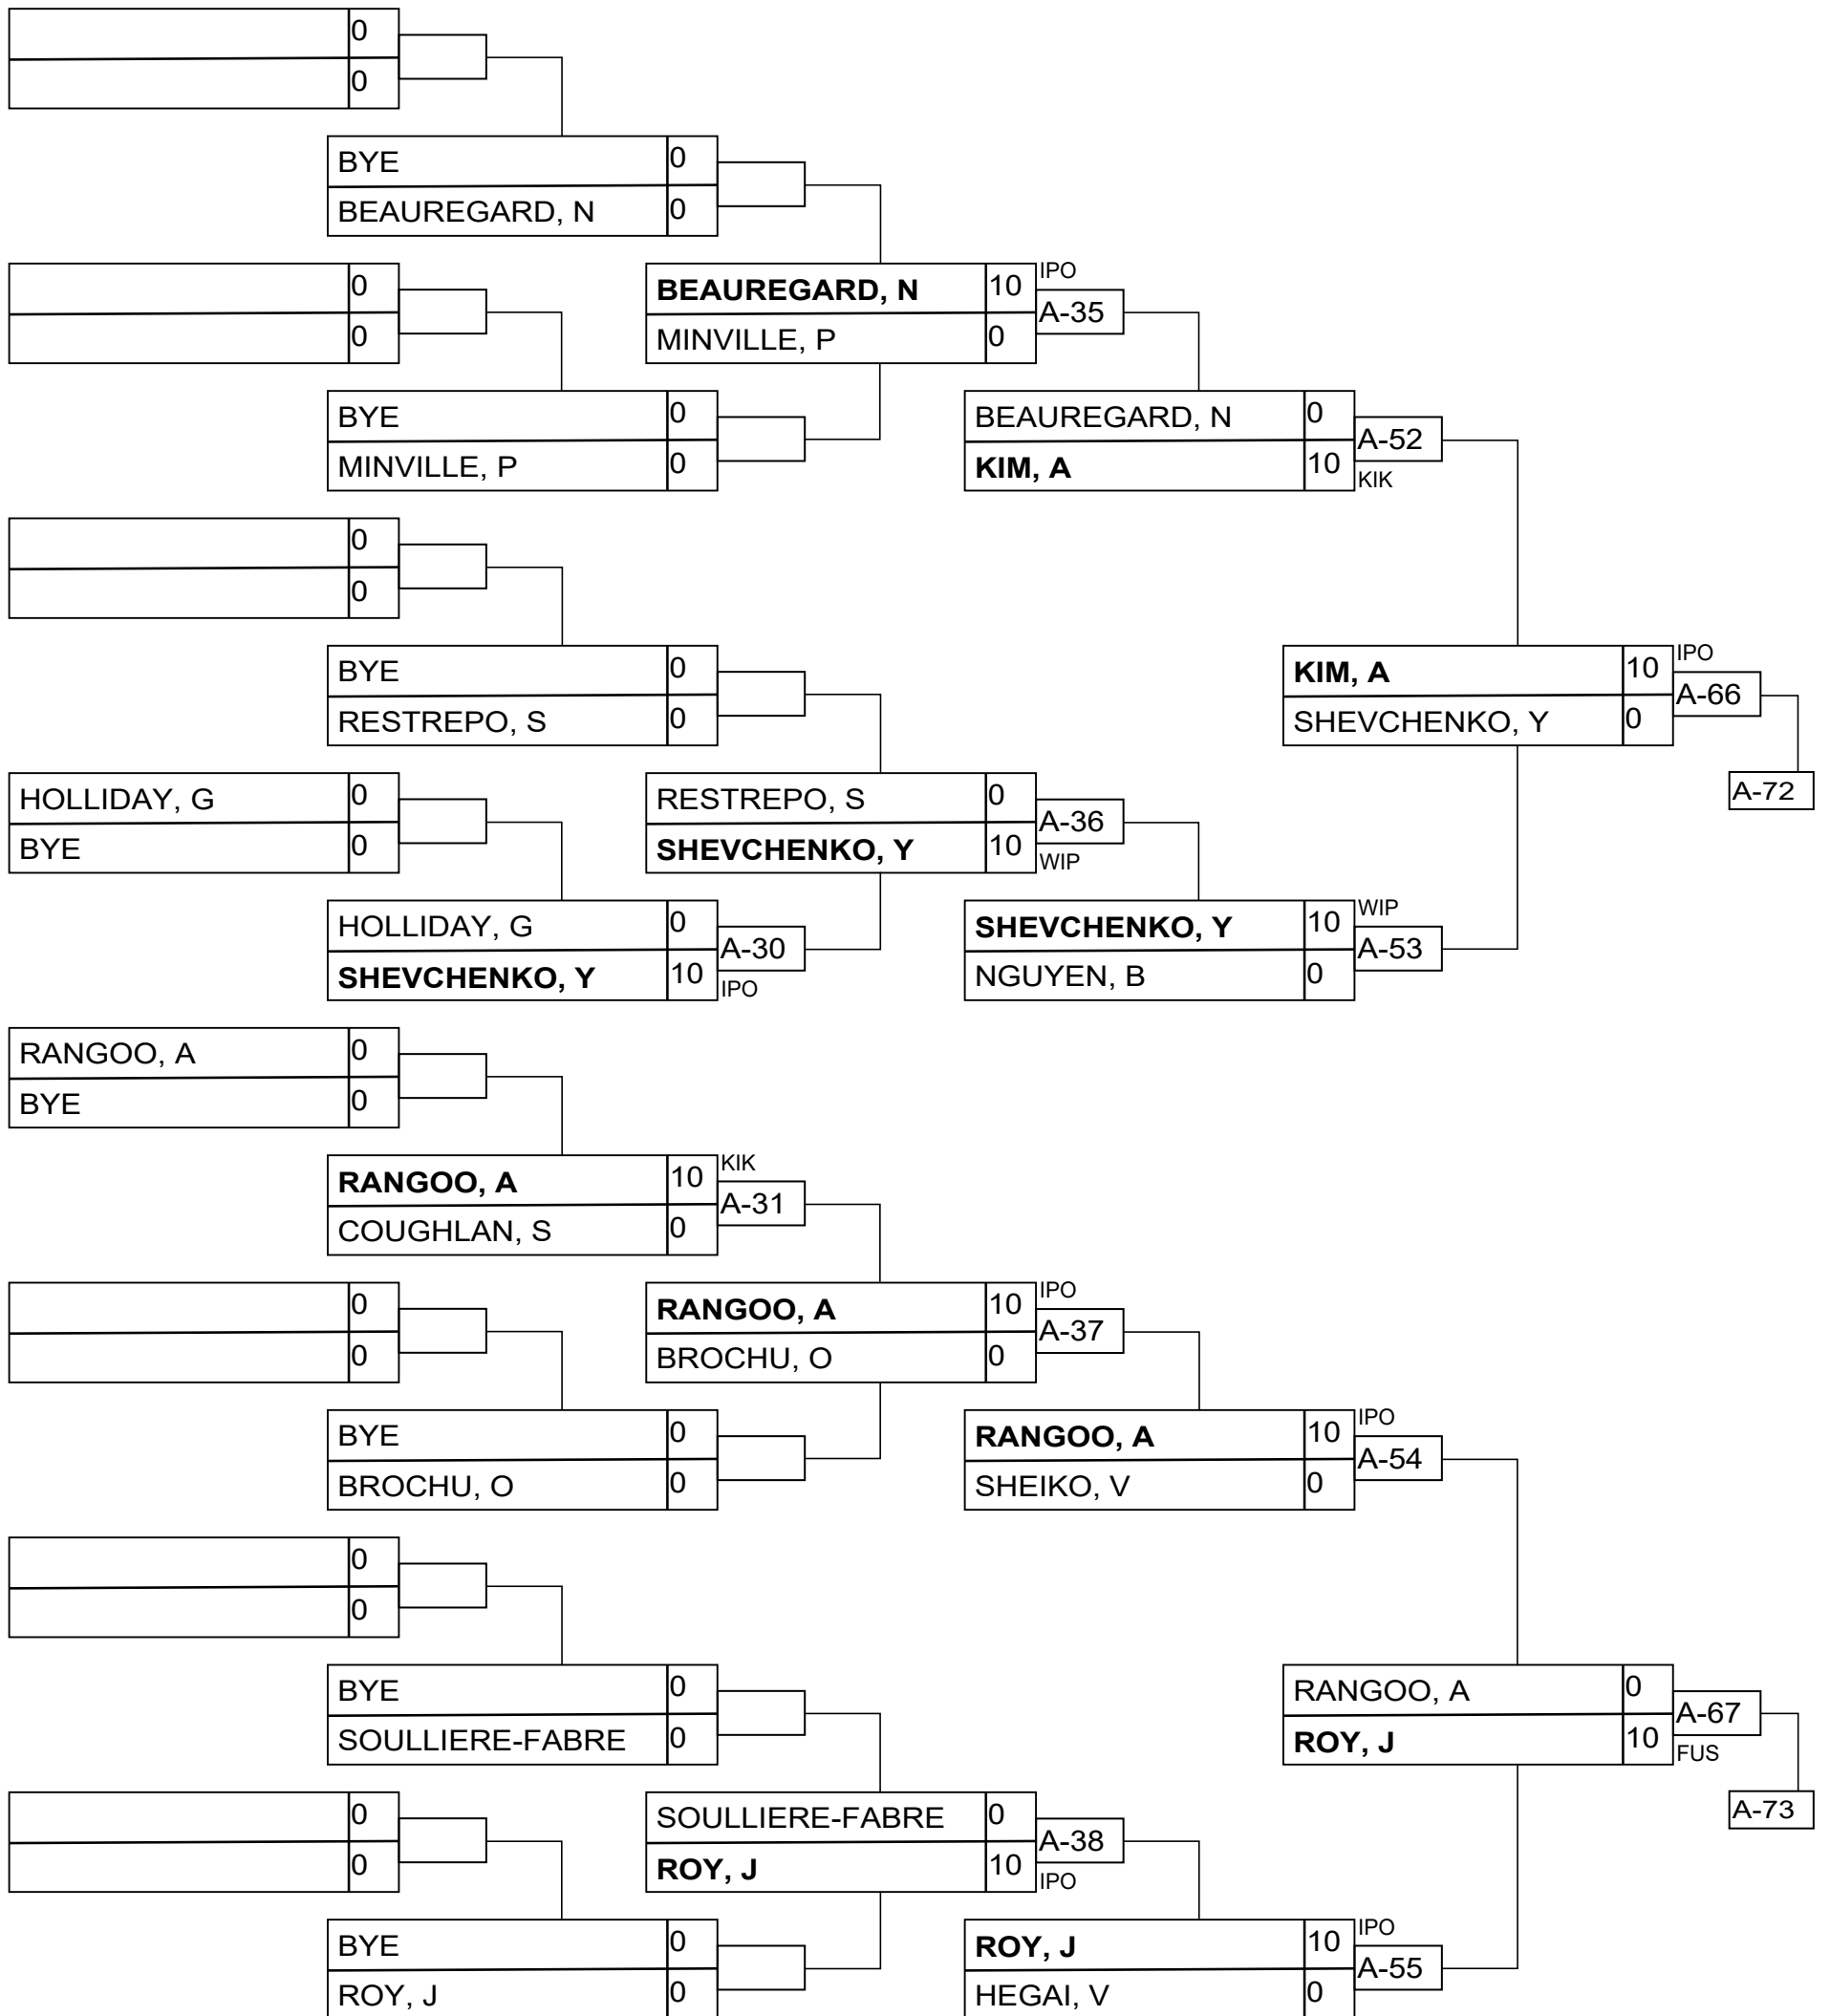 0
0
BYE 0
BEAUREGARD, N 0
0
0
BEAUREGARD, N 10 IPO
A-35
MINVILLE, P 0
BYE 0
MINVILLE, P 0
BEAUREGARD, N 0
A-52
KIM, A 10 KIK
0
0
BYE 0
RESTREPO, S 0
KIM, A 10 IPO
A-66
SHEVCHENKO, Y 0
A-72
HOLLIDAY, G 0
BYE 0
RESTREPO, S 0
A-36
SHEVCHENKO, Y 10 WIP
HOLLIDAY, G 0
A-30
SHEVCHENKO, Y 10 IPO
SHEVCHENKO, Y 10 WIP
A-53
NGUYEN, B 0
RANGOO, A 0
BYE 0
RANGOO, A 10 KIK
A-31
COUGHLAN, S 0
0
0
RANGOO, A 10 IPO
A-37
BROCHU, O 0
BYE 0
BROCHU, O 0
RANGOO, A 10 IPO
A-54
SHEIKO, V 0
0
0
BYE 0
SOULLIERE-FABRE 0
RANGOO, A 0
A-67
ROY, J 10 FUS
A-73
0
0
SOULLIERE-FABRE 0
A-38
ROY, J 10 IPO
BYE 0
ROY, J 0
ROY, J 10 IPO
A-55
HEGAI, V 0